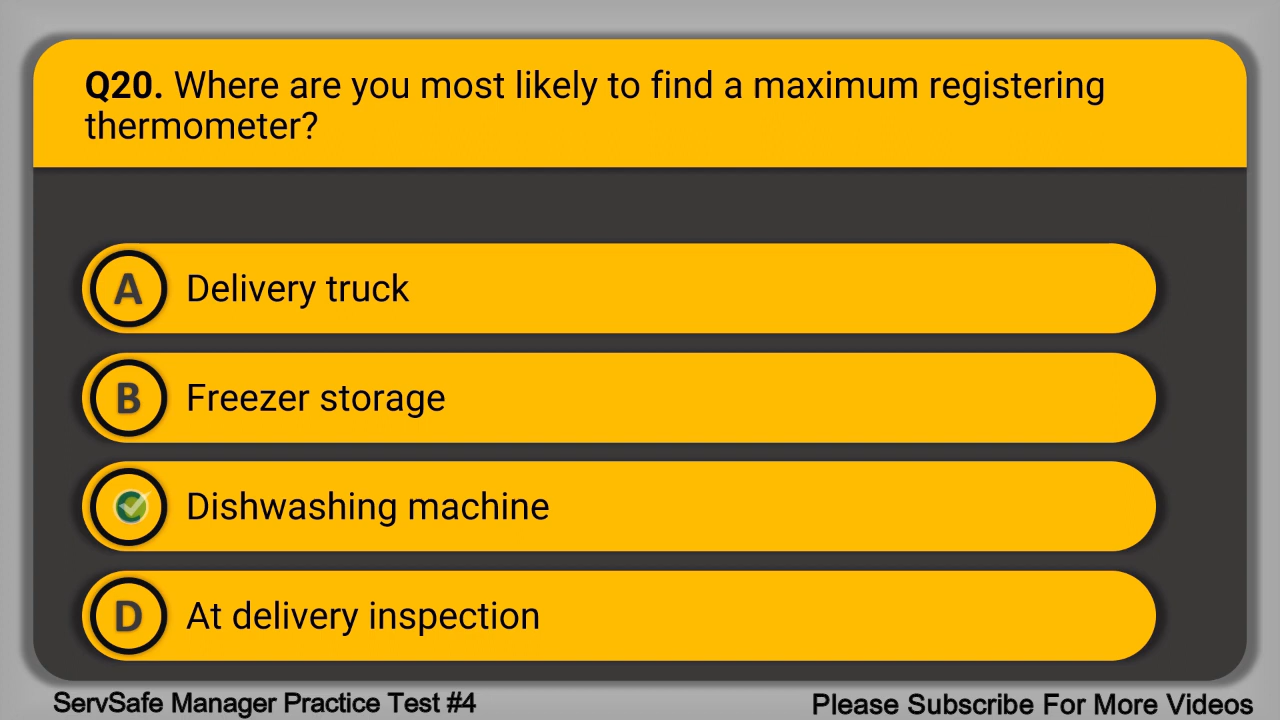 Q20. Where are you most likely to find a maximum registering
thermometer?
A Delivery truck
B Freezer storage
Dishwashing machine
D At delivery inspection
ServSafe Manager Practice Test #4
Please Subscribe For More Videos